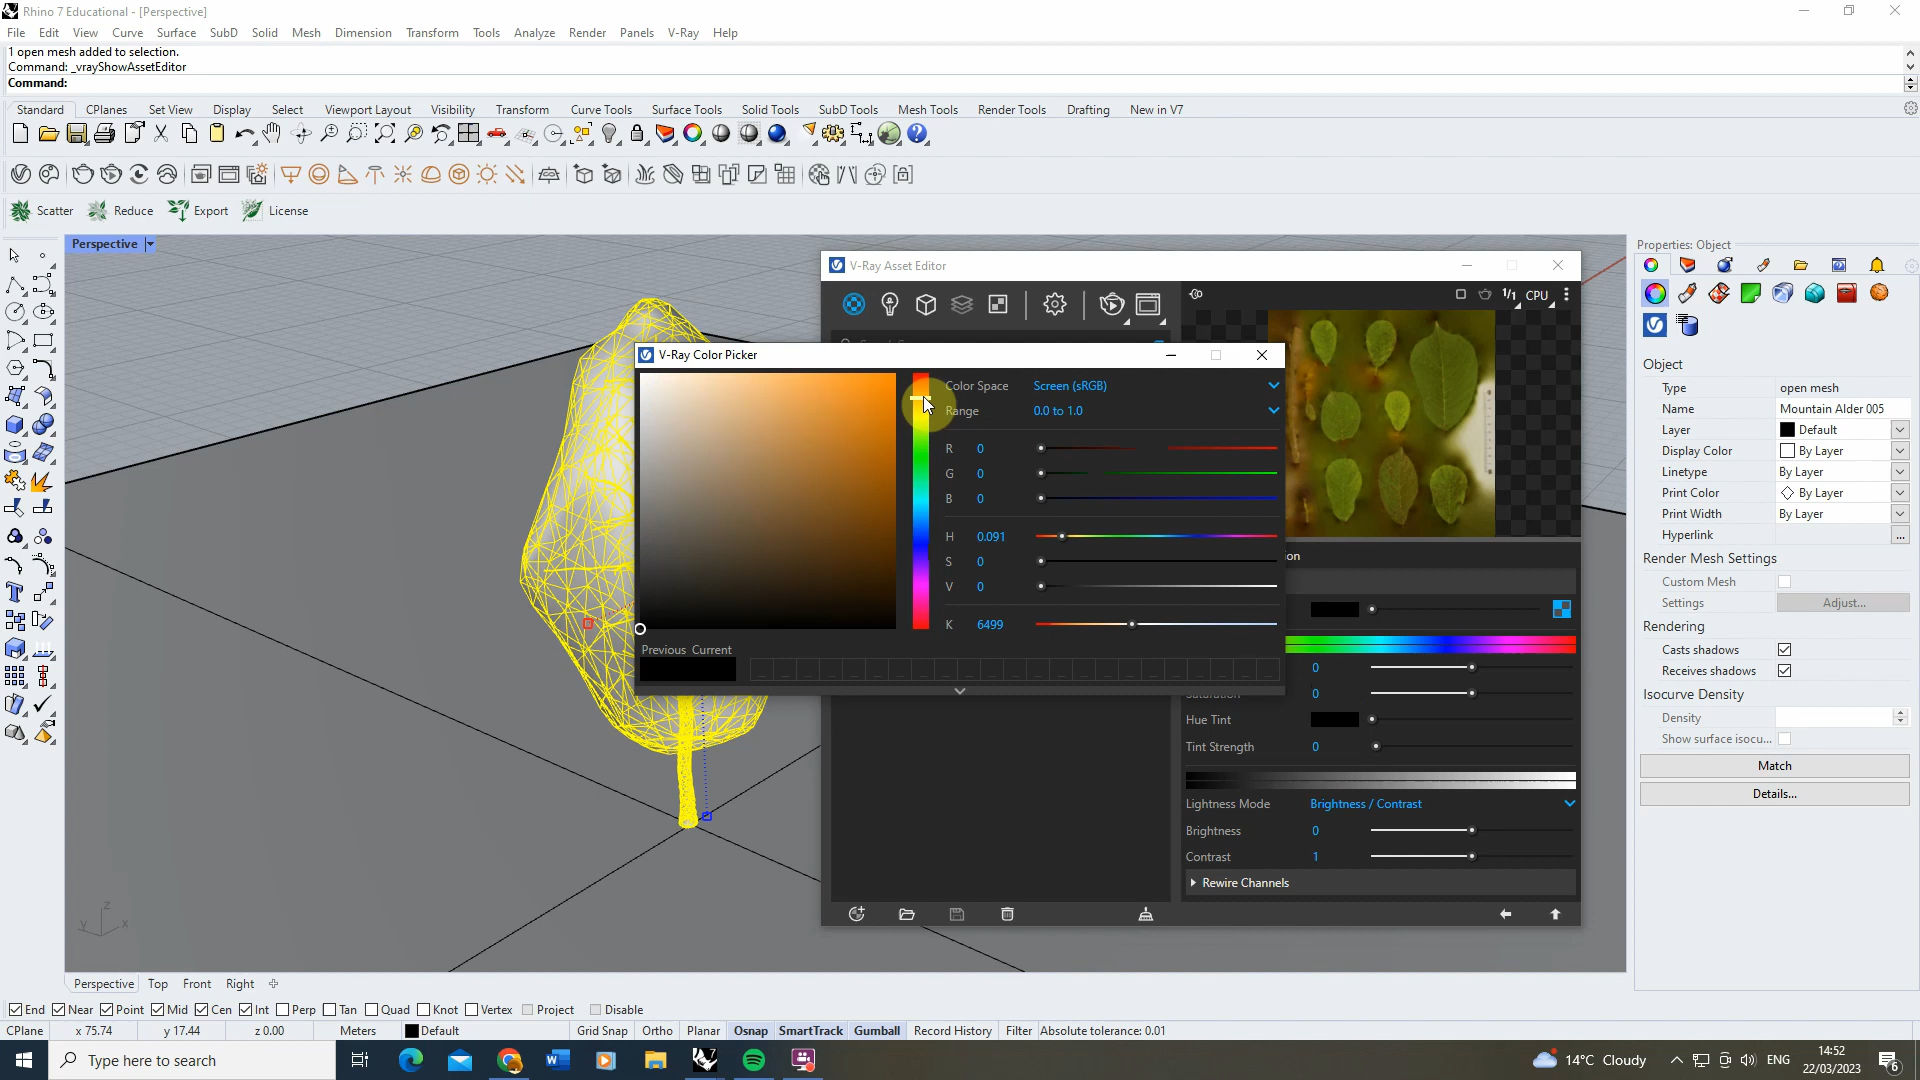 Rhino 7 Educational - [Perspective]
File Edit View Curve Surface SubD Solid Mesh Dimension Transform Tools Analyze Render Panels V-Ray Help
1 open mesh added to selection.
Command: _vrayShowAssetEditor
Command:
Standard CPlanes Set View Display Select Viewport Layout Visibility Transform Curve Tools Surface Tools Solid Tools SubD Tools Mesh Tools Render Tools Drafting New in V7
Scatter Reduce Export License
Perspective
V-Ray Asset Editor
1/1 CPU
V-Ray Color Picker
Color Space Screen (sRGB)
Range 0.0 to 1.0
R 0
G 0
B 0
H 0.091
S 0
V 0
K 6499
Previous Current
0
Saturation 0
Hue Tint
Tint Strength 0
Lightness Mode Brightness / Contrast
Brightness 0
Contrast 1
Rewire Channels
Properties: Object
Object
Type open mesh
Name Mountain Alder 005
Layer Default
Display Color By Layer
Linetype By Layer
Print Color By Layer
Print Width By Layer
Hyperlink ...
Render Mesh Settings
Custom Mesh
Settings Adjust...
Rendering
Casts shadows
Receives shadows
Isocurve Density
Density
Show surface isocu...
Match
Details...
z
y x
Perspective Top Front Right
End Near Point Mid Cen Int Perp Tan Quad Knot Vertex Project Disable
CPlane x 75.74 y 17.44 z 0.00 Meters Default Grid Snap Ortho Planar Osnap SmartTrack Gumball Record History Filter Absolute tolerance: 0.01
Type here to search
14°C Cloudy ENG 14:52
22/03/2023
6